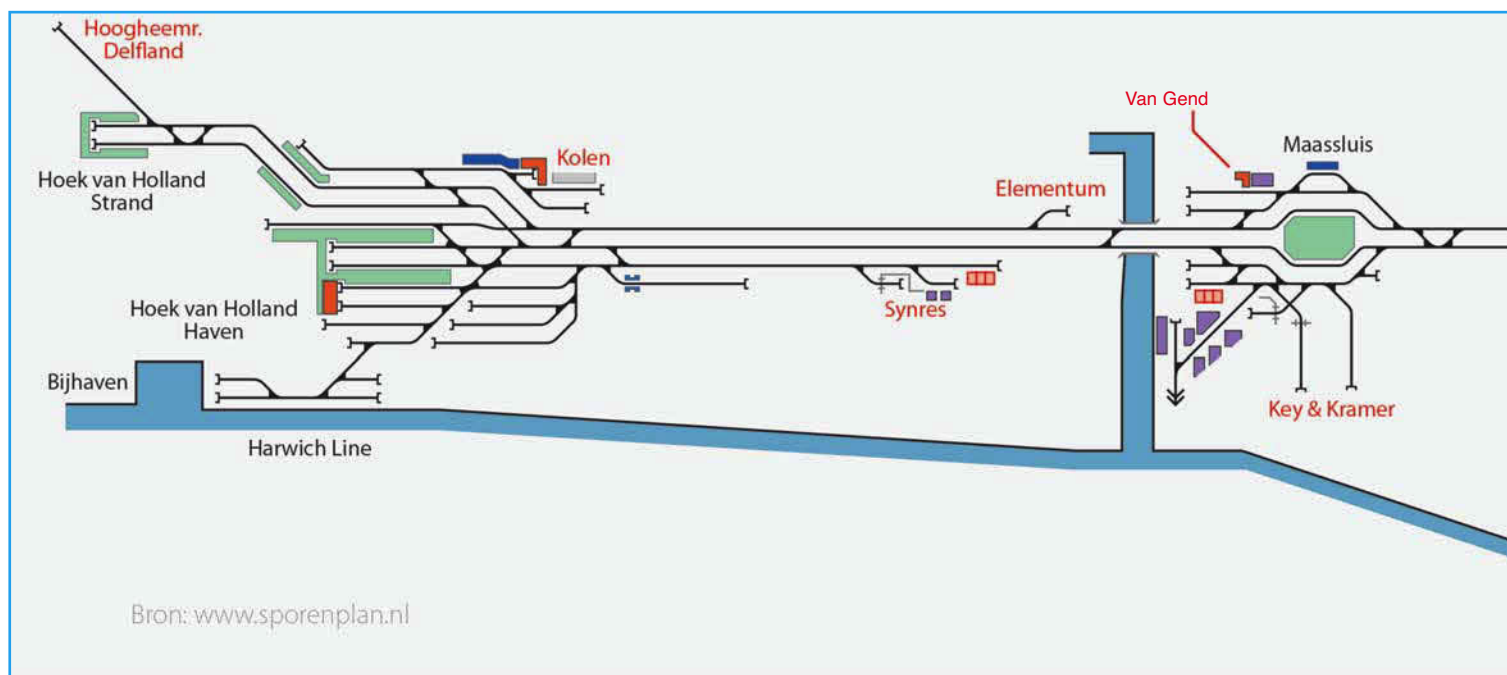 Hoogheemr.
Delfland
Van Gend
Maassluis
Kolen
Hoek van Holland
Strand
Elementum
Hoek van Holland
Haven
Synres
Bijhaven
Key & Kramer
Harwich Line
Bron: www.sporenplan.nl